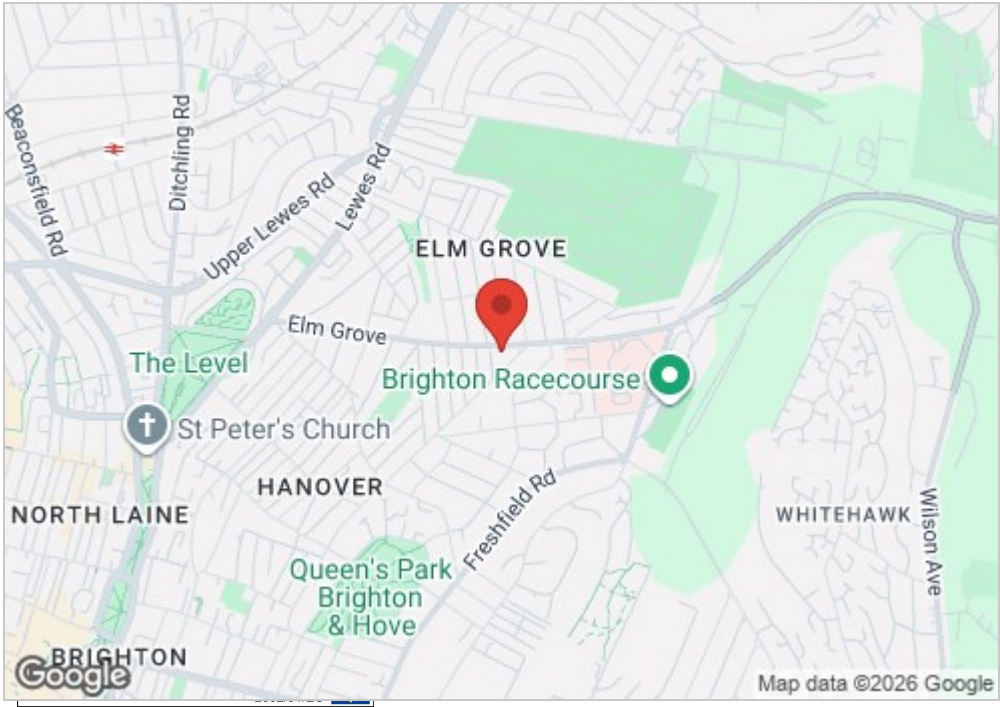 Beaconsfield Rd
Ditchling Rd
Upper Lewes Rd
Lewes Rd
ELM GROVE
Elm Grove
The Level
Brighton Racecourse
St Peter's Church
HANOVER
Freshfield Rd
NORTH LAINE
WHITEHAWK
Wilson Ave
Queen's Park
Brighton
& Hove
BRIGHTON
Google
Map data ©2026 Google